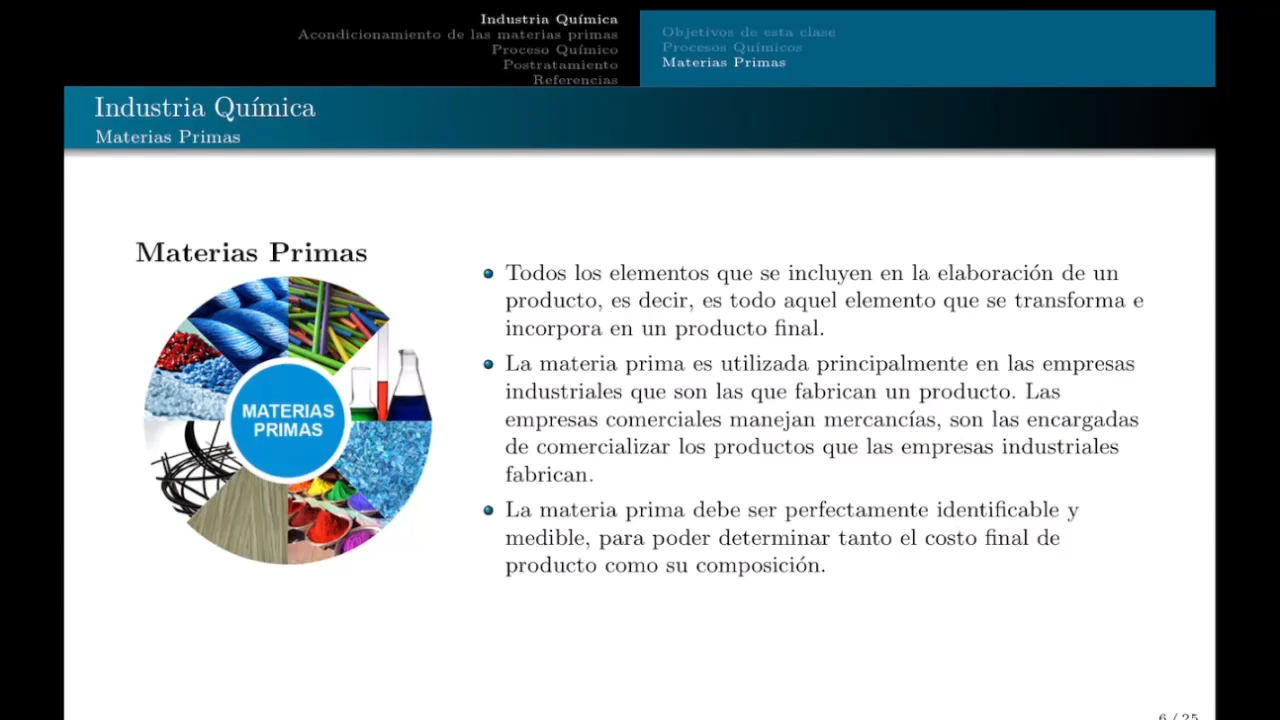 Industria Química
Acondicionamiento de las materias primas
Proceso Químico
Postratamiento
Referencias
Objetivos de esta clase
Procesos Químicos
Materias Primas
Industria Química
Materias Primas
Materias Primas
MATERIAS
PRIMAS
Todos los elementos que se incluyen en la elaboración de un
producto, es decir, es todo aquel elemento que se transforma e
incorpora en un producto final.
La materia prima es utilizada principalmente en las empresas
industriales que son las que fabrican un producto. Las
empresas comerciales manejan mercancías, son las encargadas
de comercializar los productos que las empresas industriales
fabrican.
La materia prima debe ser perfectamente identificable y
medible, para poder determinar tanto el costo final de
producto como su composición.
6 / 25